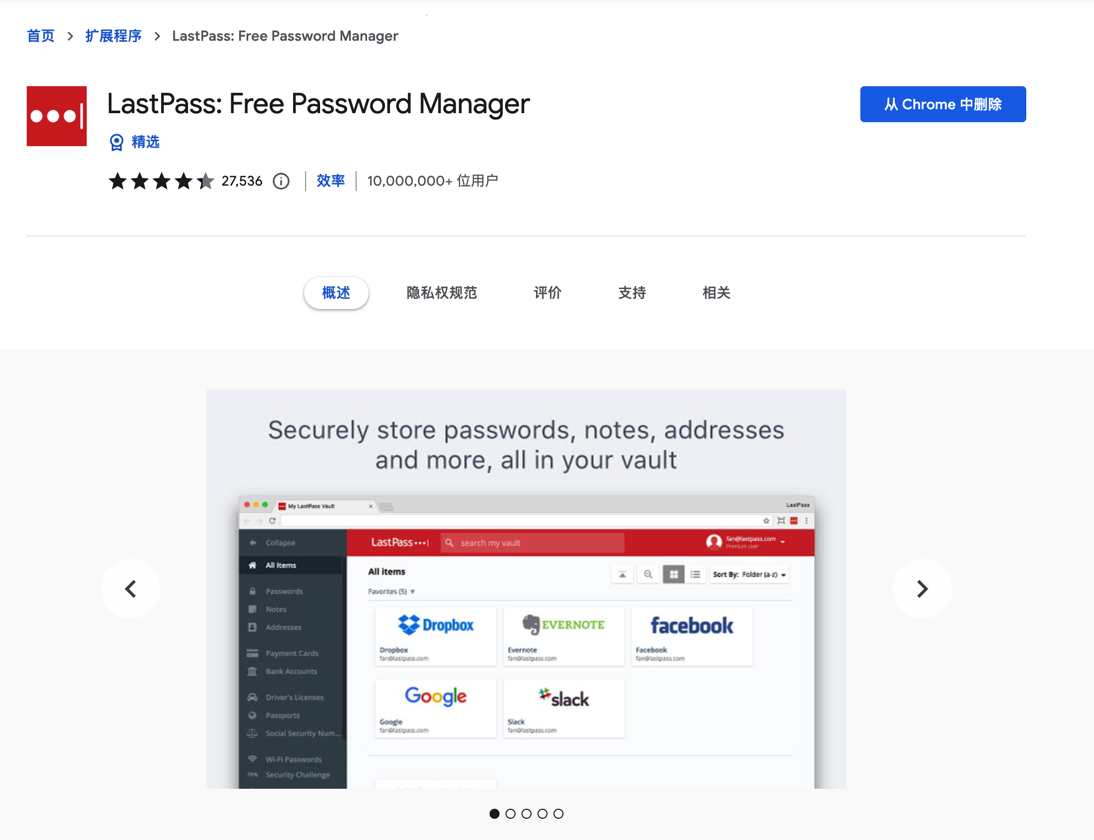 首页 > 扩展程序 > LastPass: Free Password Manager
LastPass: Free Password Manager
从 Chrome 中删除
精选
27,536 效率 10,000,000+ 位用户
概述 隐私权规范 评价 支持 相关
Securely store passwords, notes, addresses
and more, all in your vault
My LastPass Vault
LastPass
Collapse
LastPass
search my vault
fan@lastpass.com
Premium User
All Items
All items
Sort By: Folder (a-z)
Favorites (5)
Passwords
Notes
Addresses
Payment Cards
Bank Accounts
Driver's Licenses
Passports
Social Security Num...
Wi-Fi Passwords
Security Challenge
Dropbox
Dropbox
fan@lastpass.com
EVERNOTE
Evernote
fan@lastpass.com
facebook
Facebook
fan@lastpass.com
Google
Google
fan@lastpass.com
slack
Slack
fan@lastpass.com